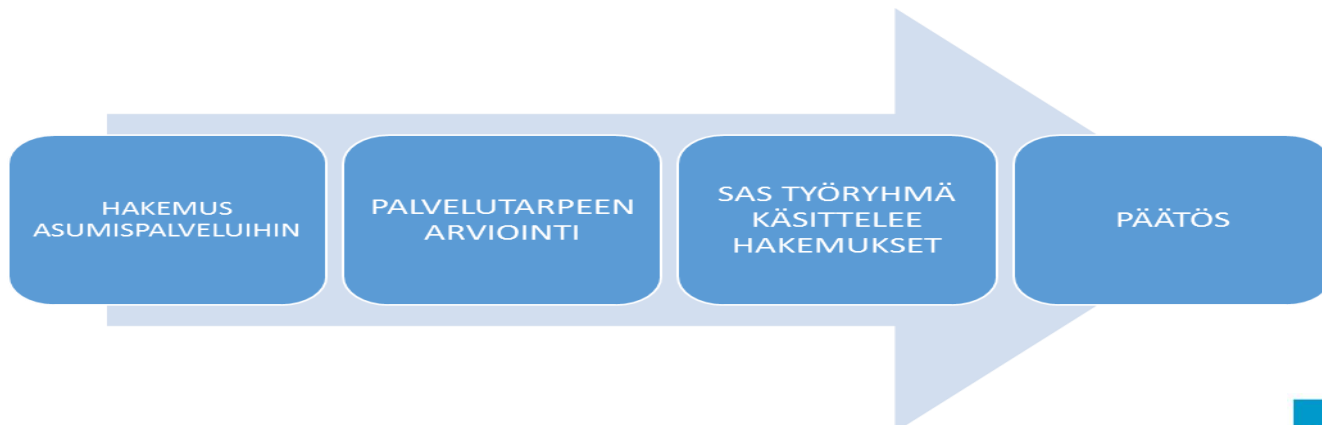 HAKEMUS
ASUMISPALVELUIHIN
PALVELUTARPEEN
ARVIOINTI
SAS TYÖRYHMÄ
KÄSITTELEE
HAKEMUKSET
PÄÄTÖS